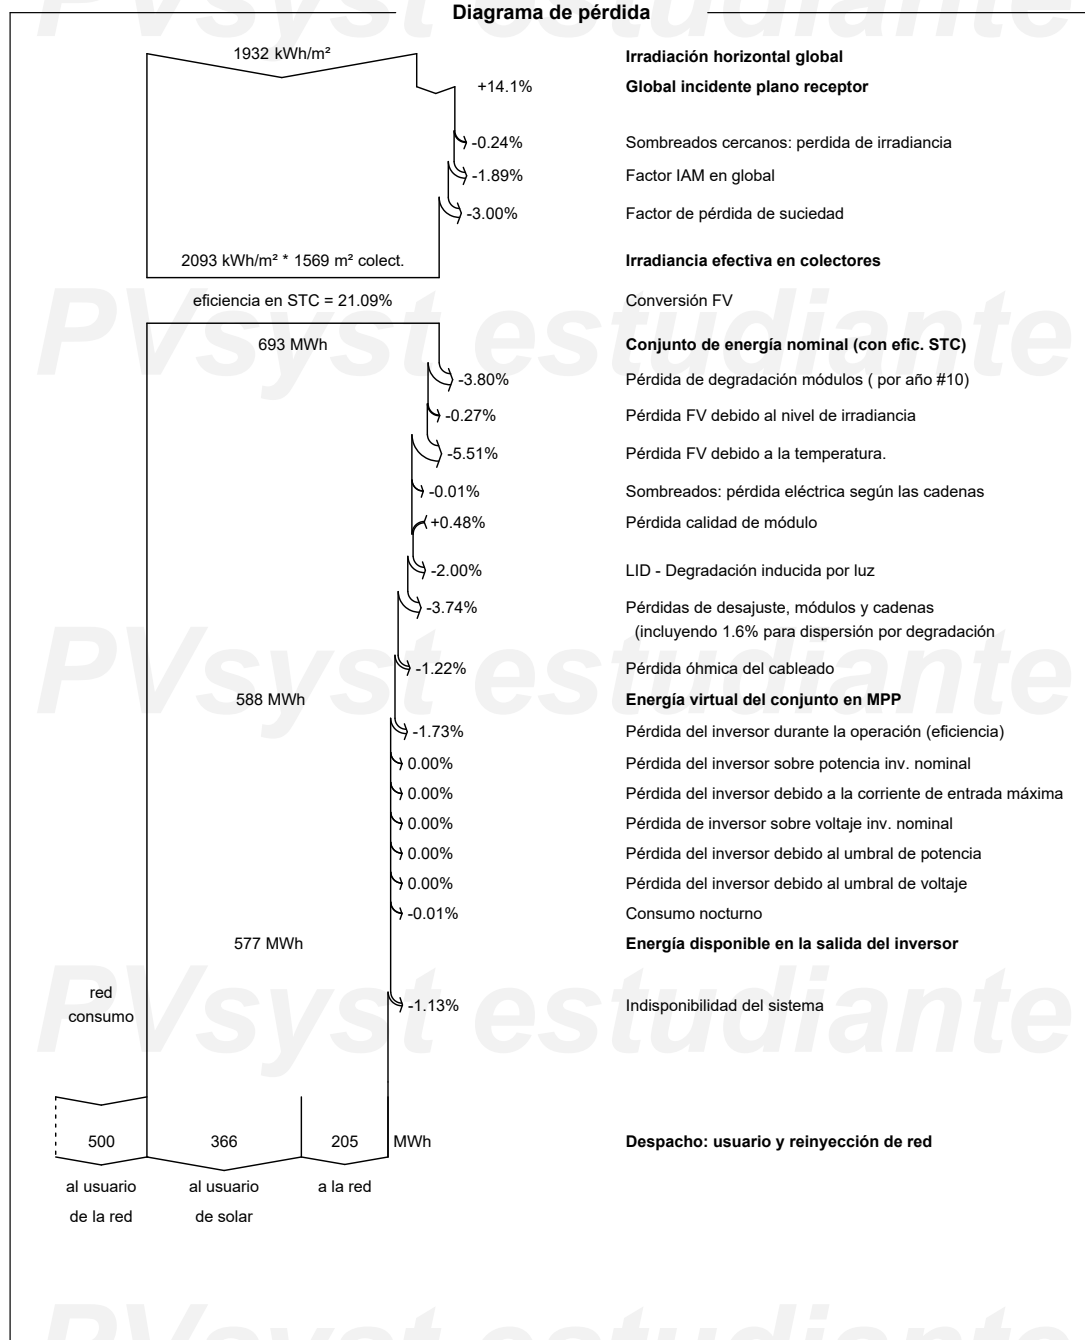 Diagrama de pérdida
1932 kWh/m²
Irradiación horizontal global
+14.1%
Global incidente plano receptor
-0.24%
Sombreados cercanos: perdida de irradiancia
-1.89%
Factor IAM en global
-3.00%
Factor de pérdida de suciedad
2093 kWh/m² * 1569 m² colect.
Irradiancia efectiva en colectores
eficiencia en STC = 21.09%
Conversión FV
PVsyst estudiante
693 MWh
Conjunto de energía nominal (con efic. STC)
-3.80%
Pérdida de degradación módulos ( por año #10)
-0.27%
Pérdida FV debido al nivel de irradiancia
-5.51%
Pérdida FV debido a la temperatura.
-0.01%
Sombreados: pérdida eléctrica según las cadenas
+0.48%
Pérdida calidad de módulo
-2.00%
LID - Degradación inducida por luz
-3.74%
Pérdidas de desajuste, módulos y cadenas
(incluyendo 1.6% para dispersión por degradación
-1.22%
Pérdida óhmica del cableado
PVsyst estudiante
588 MWh
Energía virtual del conjunto en MPP
-1.73%
Pérdida del inversor durante la operación (eficiencia)
0.00%
Pérdida del inversor sobre potencia inv. nominal
0.00%
Pérdida del inversor debido a la corriente de entrada máxima
0.00%
Pérdida de inversor sobre voltaje inv. nominal
0.00%
Pérdida del inversor debido al umbral de potencia
0.00%
Pérdida del inversor debido al umbral de voltaje
-0.01%
Consumo nocturno
577 MWh
Energía disponible en la salida del inversor
red
consumo
-1.13%
Indisponibilidad del sistema
PVsyst estudiante
500
366
205
MWh
Despacho: usuario y reinyección de red
al usuario
de la red
al usuario
de solar
a la red
PVsyst estudiante